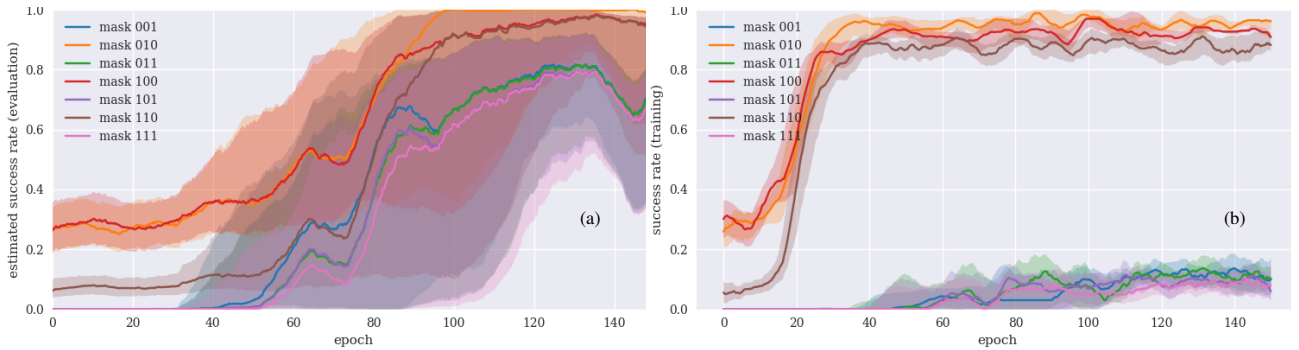 estimated success rate (evaluation)
1.0
0.8
0.6
0.4
0.2
0.0
mask 001
mask 010
mask 011
mask 100
mask 101
mask 110
mask 111
(a)
0 20 40 60 80 100 120 140
epoch
success rate (training)
1.0
0.8
0.6
0.4
0.2
0.0
mask 001
mask 010
mask 011
mask 100
mask 101
mask 110
mask 111
(b)
0 20 40 60 80 100 120 140
epoch